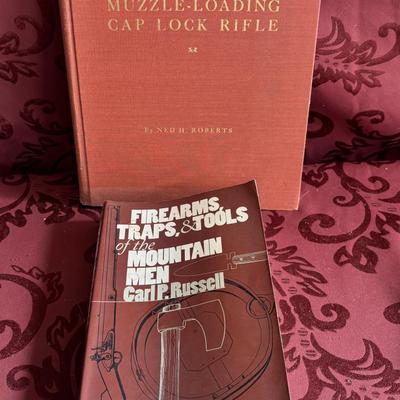 MUZZLE-LOADING
CAP LOCK RIFLE
By NED H. ROBERTS
FIREARMS,
TRAPS, & TOOLS
of the
MOUNTAIN
MEN
Carl P. Russell